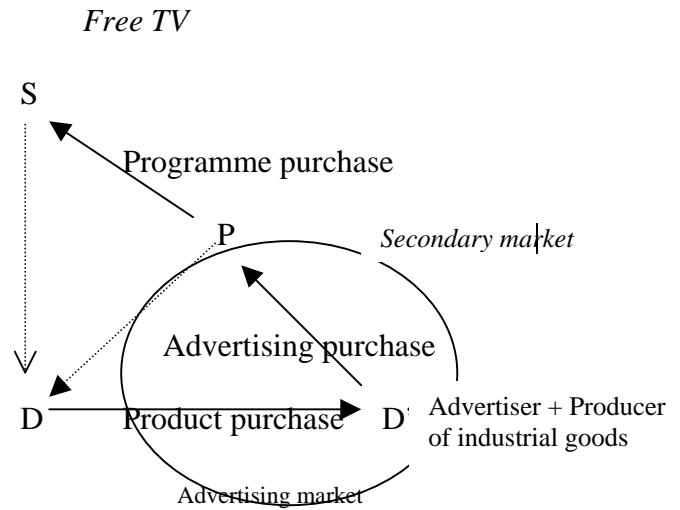 Free TV
S
Programme purchase
P
Secondary market
Advertising purchase
D
Product purchase
D'
Advertiser + Producer
of industrial goods
Advertising market